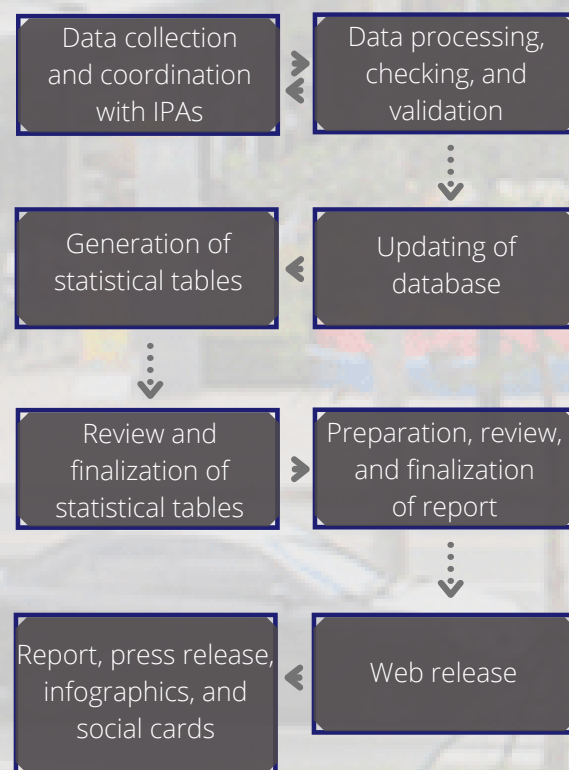 Data collection
and coordination
with IPAs
Data processing,
checking, and
validation
Generation of
statistical tables
Updating of
database
Review and
finalization of
statistical tables
Preparation, review,
and finalization
of report
Report, press release,
infographics, and
social cards
Web release